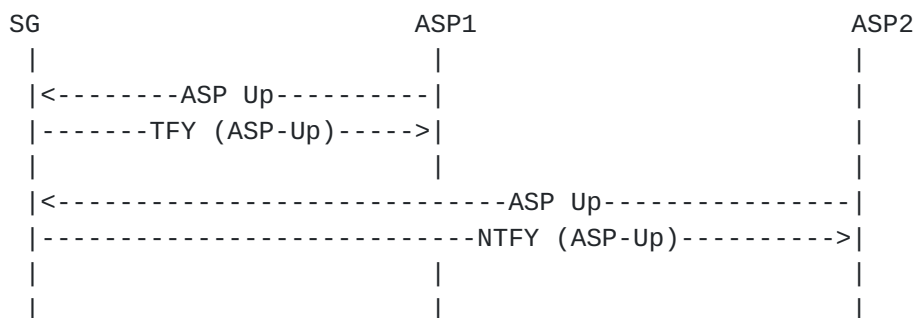 SG ASP1 ASP2
<--------ASP Up----------
-------TFY (ASP-Up)----->
<-----------------------------ASP Up----------------
---------------------------NTFY (ASP-Up)---------->